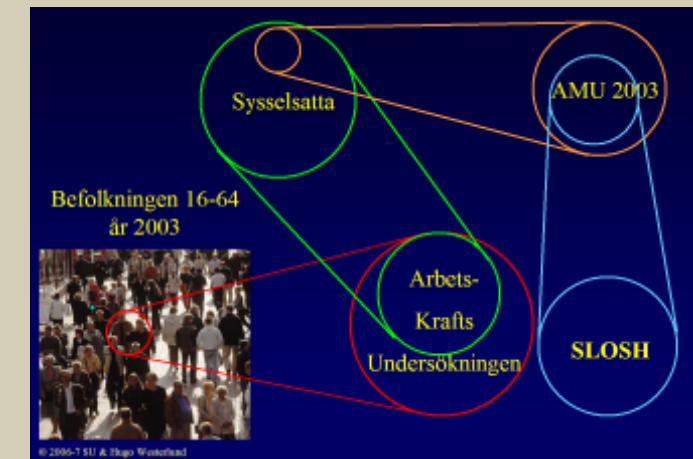 Sysselsatta
AMU 2003
Befolkningen 16-64
år 2003
Arbets-
Krafts
Undersökningen
SLOSH
© 2006-7 SU & Hugo Westerlund